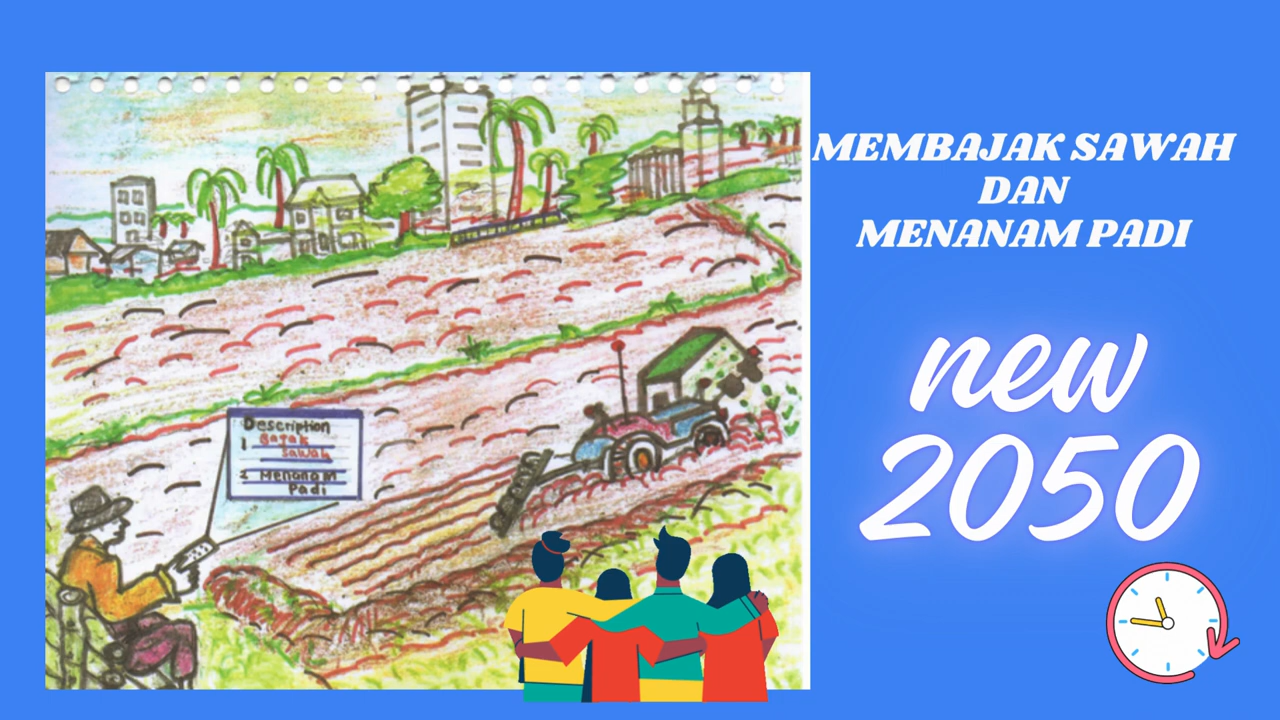 MEMBAJAK SAWAH
DAN
MENANAM PADI
new
2050
Description
1 Bajak
Sawah
2 Menanam
Padi